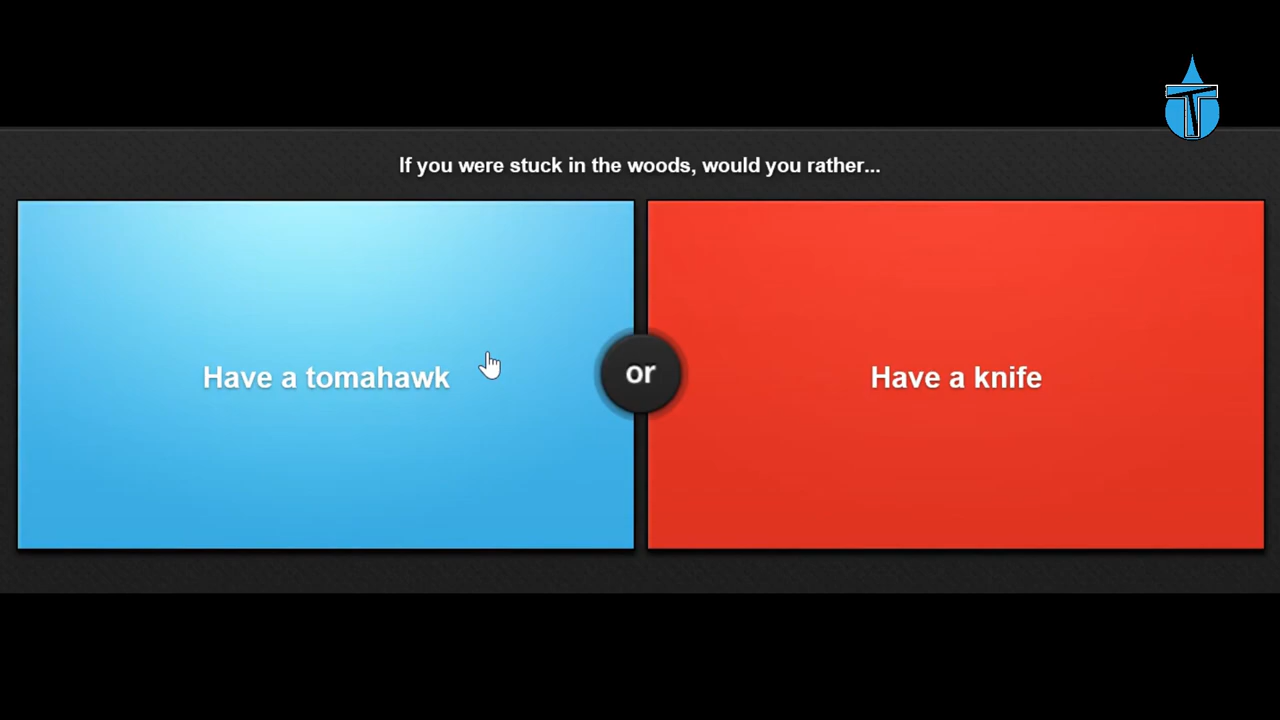 If you were stuck in the woods, would you rather...
Have a tomahawk
or
Have a knife
T